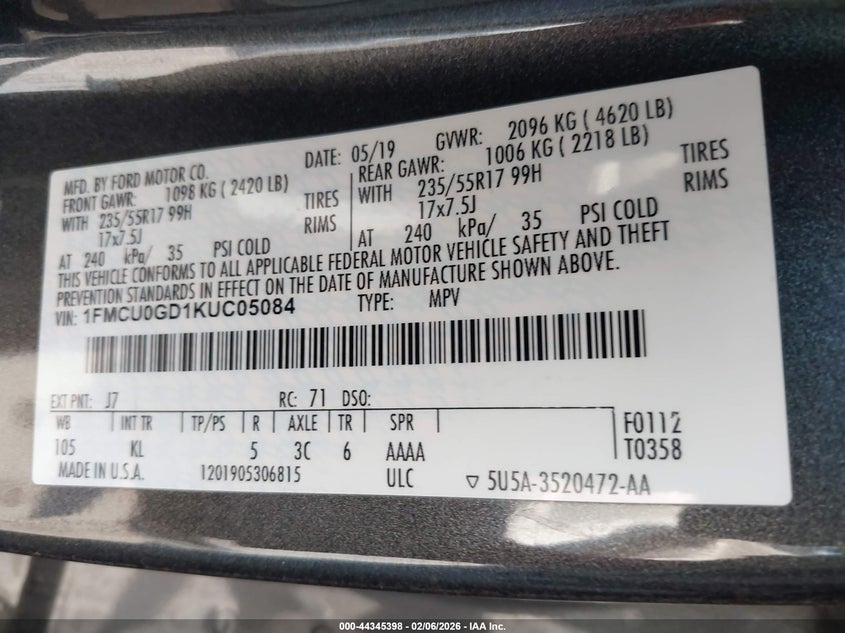 MFD. BY FORD MOTOR CO. DATE: 05/19 GVWR: 2096 KG ( 4620 LB)
FRONT GAWR: 1098 KG ( 2420 LB) REAR GAWR: 1006 KG ( 2218 LB)
WITH 235/55R17 99H TIRES WITH 235/55R17 99H TIRES
17x7.5J RIMS 17x7.5J RIMS
AT 240 kPa/ 35 PSI COLD AT 240 kPa/ 35 PSI COLD
THIS VEHICLE CONFORMS TO ALL APPLICABLE FEDERAL MOTOR VEHICLE SAFETY AND THEFT
PREVENTION STANDARDS IN EFFECT ON THE DATE OF MANUFACTURE SHOWN ABOVE.
VIN: 1FMCU0GD1KUC05084 TYPE: MPV
EXT PNT: J7 RC: 71 DSO:
WB INT TR TP/PS R AXLE TR SPR F0112
105 KL 5 3C 6 AAAA T0358
MADE IN U.S.A. 1201905306815 ULC ▽ 5U5A-3520472-AA
000-44345398 - 02/06/2026 - IAA Inc.